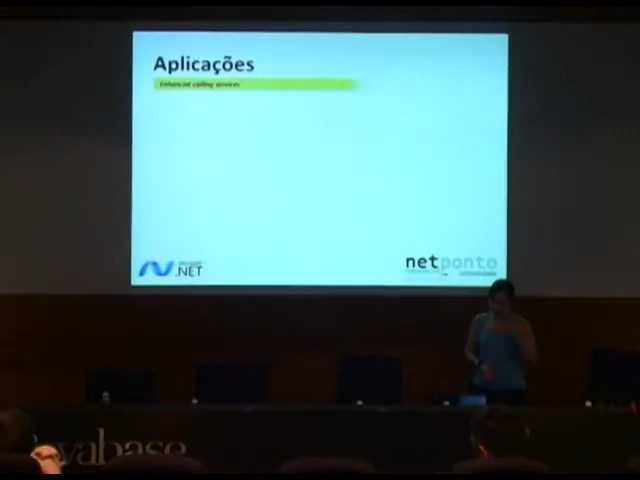 Aplicações
Enhanced calling services
.NET
netponto